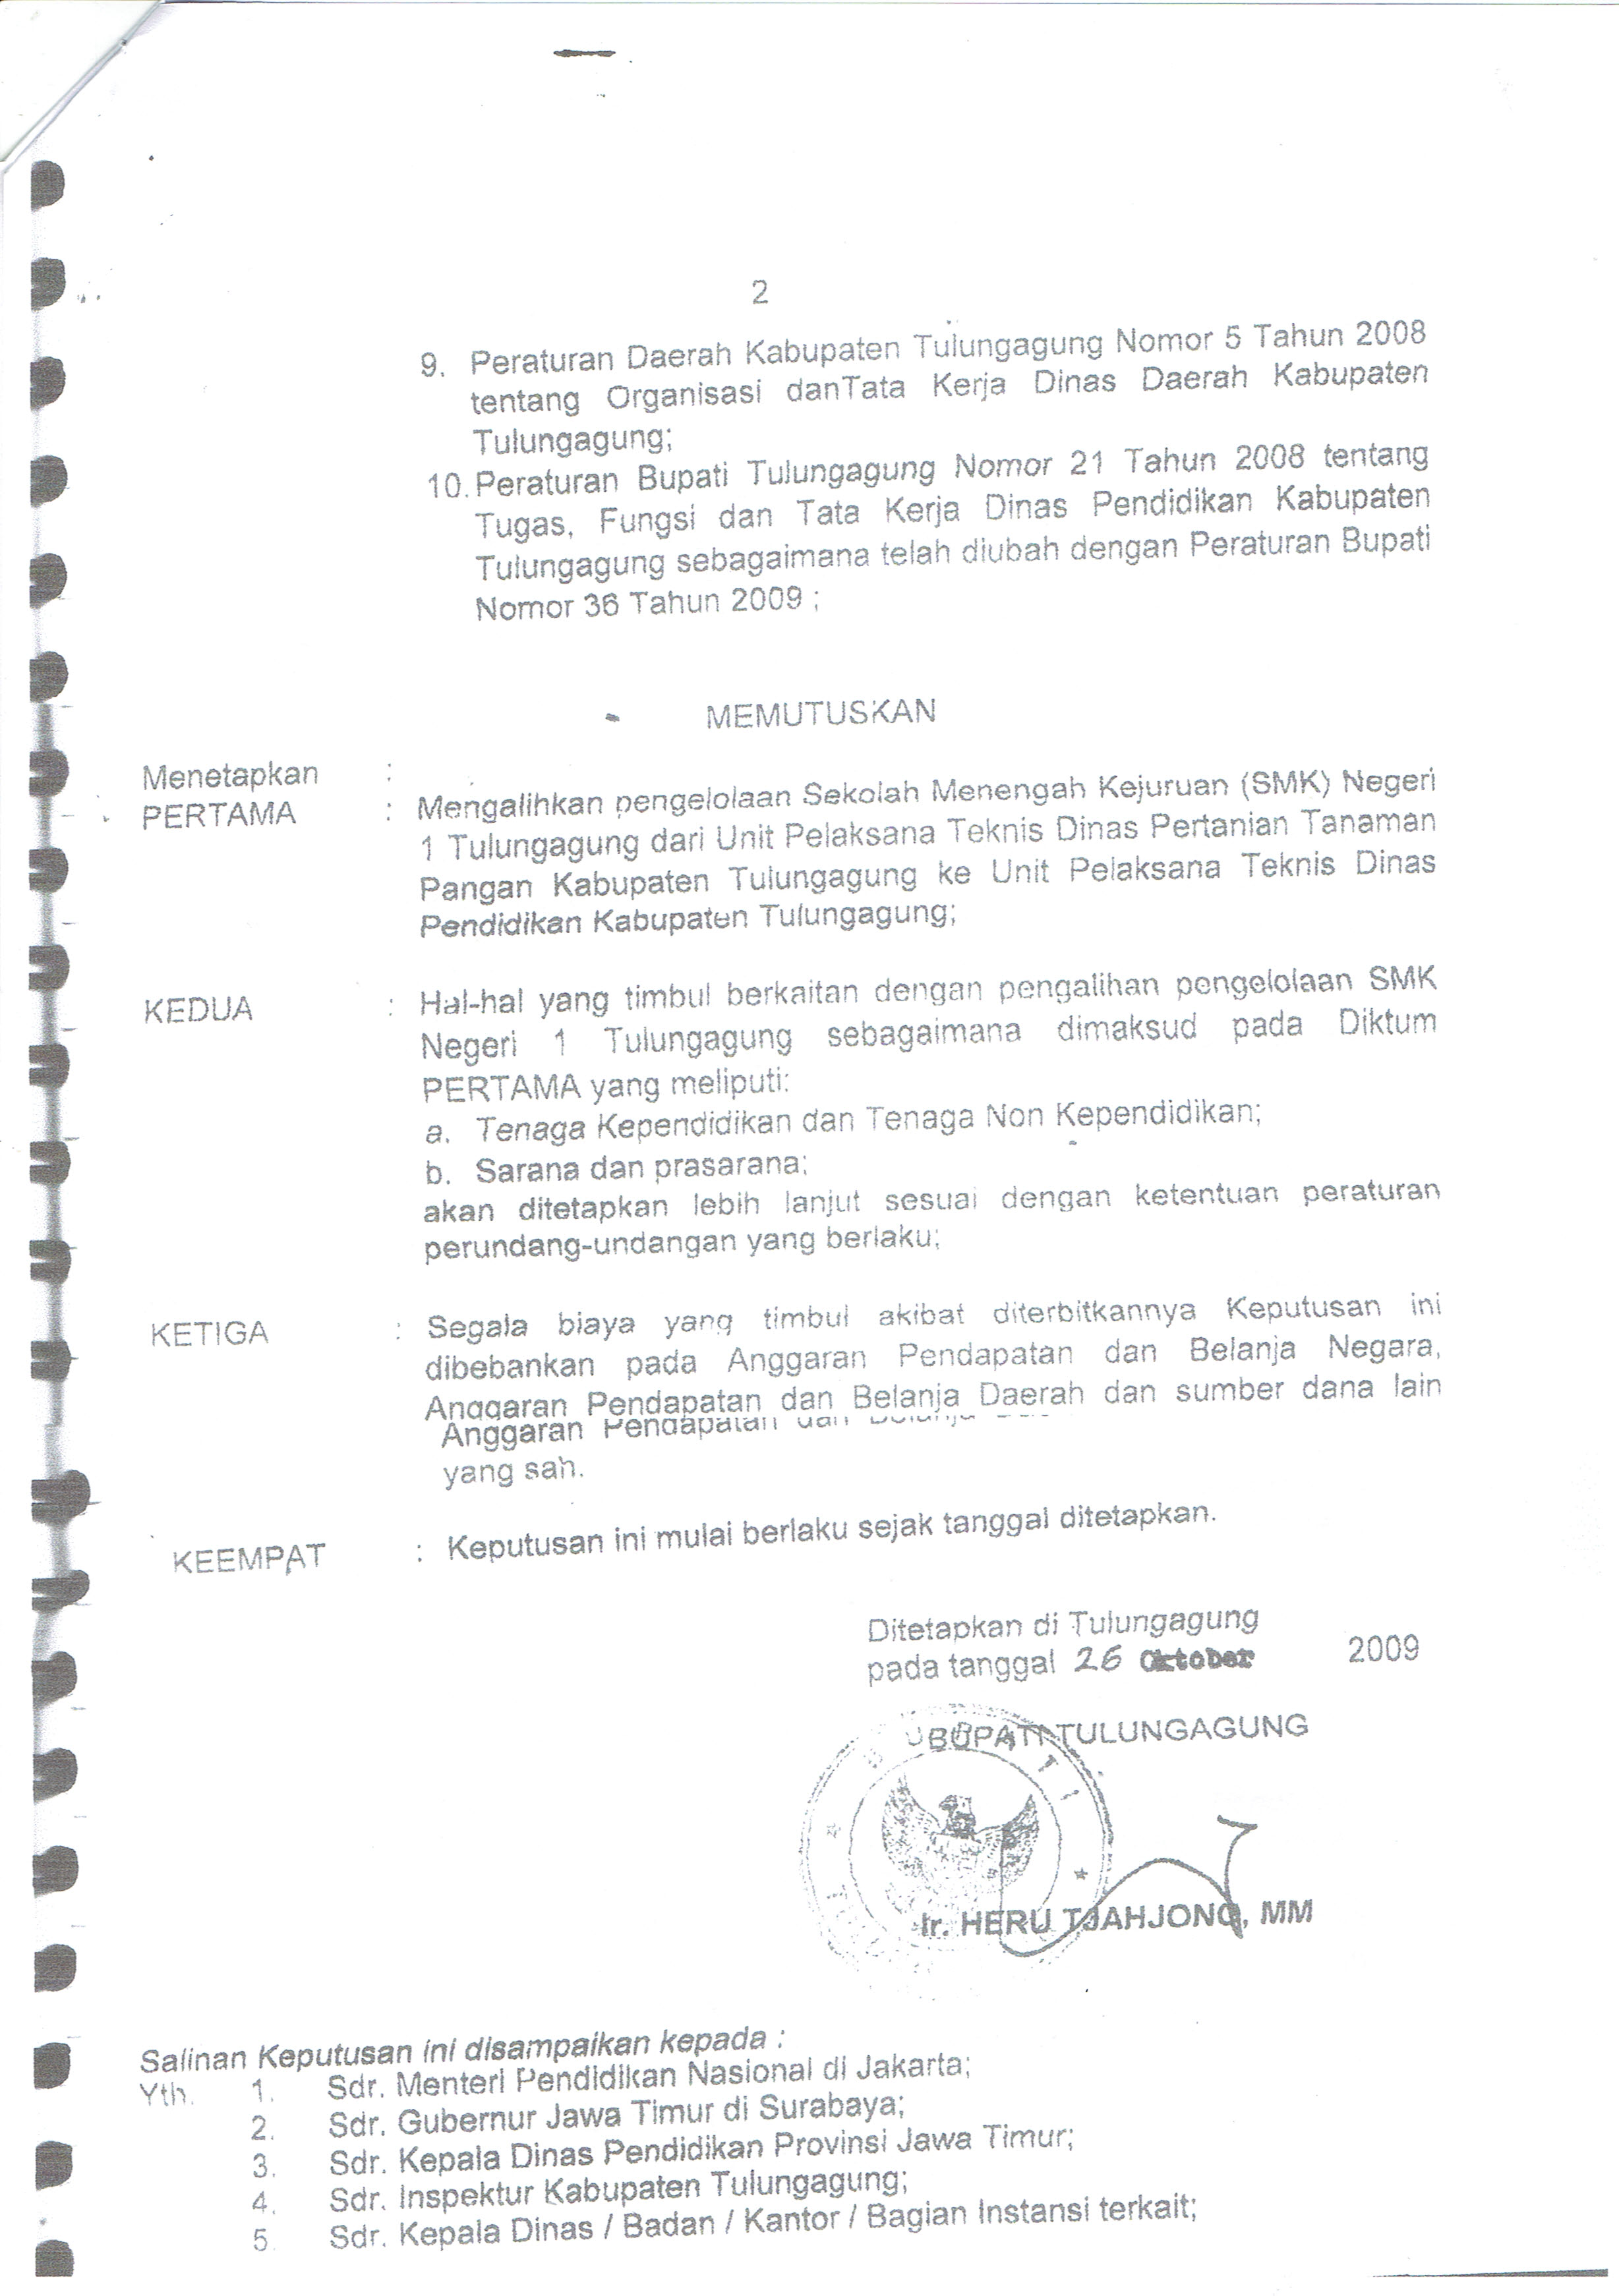 2
9. Peraturan Daerah Kabupaten Tulungagung Nomor 5 Tahun 2008
tentang Organisasi danTata Kerja Dinas Daerah Kabupaten
Tulungagung;
10. Peraturan Bupati Tulungagung Nomor 21 Tahun 2008 tentang
Tugas, Fungsi dan Tata Kerja Dinas Pendidikan Kabupaten
Tulungagung sebagaimana telah diubah dengan Peraturan Bupati
Nomor 36 Tahun 2009 ;
MEMUTUSKAN
Menetapkan :
PERTAMA : Mengalihkan pengelolaan Sekolah Menengah Kejuruan (SMK) Negeri
1 Tulungagung dari Unit Pelaksana Teknis Dinas Pertanian Tanaman
Pangan Kabupaten Tulungagung ke Unit Pelaksana Teknis Dinas
Pendidikan Kabupaten Tulungagung;
KEDUA : Hal-hal yang timbul berkaitan dengan pengalihan pengelolaan SMK
Negeri 1 Tulungagung sebagaimana dimaksud pada Diktum
PERTAMA yang meliputi:
a. Tenaga Kependidikan dan Tenaga Non Kependidikan;
b. Sarana dan prasarana;
akan ditetapkan lebih lanjut sesuai dengan ketentuan peraturan
perundang-undangan yang berlaku;
KETIGA : Segala biaya yang timbul akibat diterbitkannya Keputusan ini
dibebankan pada Anggaran Pendapatan dan Belanja Negara,
Anggaran Pendapatan dan Belanja Daerah dan sumber dana lain
Anggaran Pendapatan dan Belanja
yang sah.
KEEMPAT : Keputusan ini mulai berlaku sejak tanggal ditetapkan.
Ditetapkan di Tulungagung
pada tanggal 26 Oktober 2009
BUPATI TULUNGAGUNG
Ir. HERU TJAHJONO, MM
Salinan Keputusan ini disampaikan kepada :
Yth. 1. Sdr. Menteri Pendidikan Nasional di Jakarta;
2. Sdr. Gubernur Jawa Timur di Surabaya;
3. Sdr. Kepala Dinas Pendidikan Provinsi Jawa Timur;
4. Sdr. Inspektur Kabupaten Tulungagung;
5. Sdr. Kepala Dinas / Badan / Kantor / Bagian Instansi terkait;